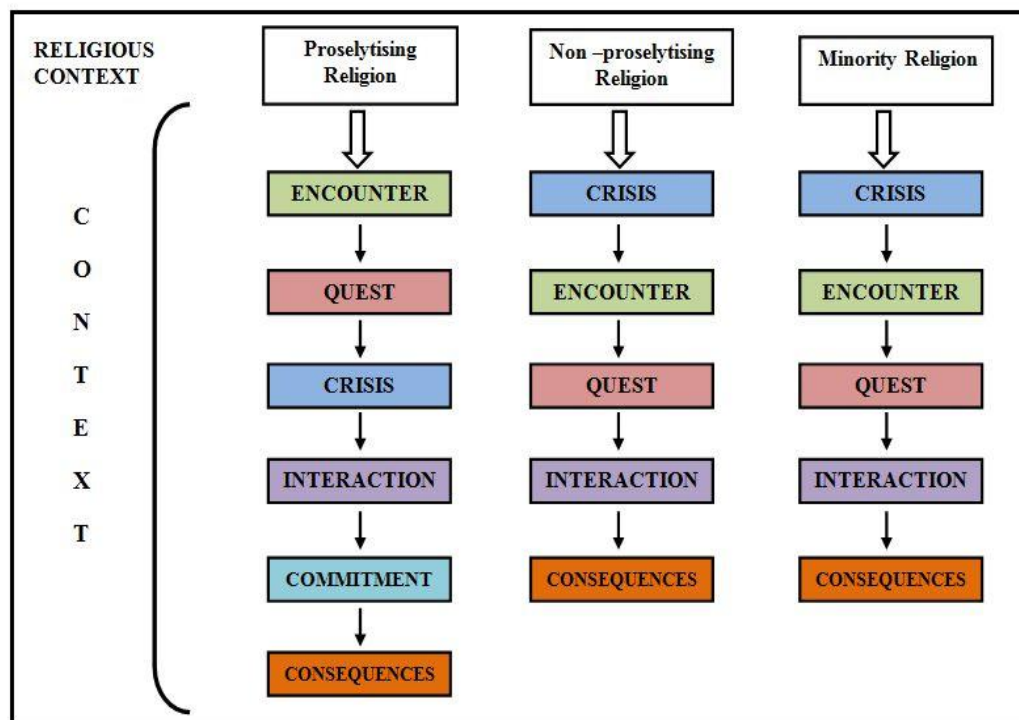 RELIGIOUS
CONTEXT
Proselytising
Religion
Non –proselytising
Religion
Minority Religion
C
O
N
T
E
X
T
ENCOUNTER
QUEST
CRISIS
INTERACTION
COMMITMENT
CONSEQUENCES
CRISIS
ENCOUNTER
QUEST
INTERACTION
CONSEQUENCES
CRISIS
ENCOUNTER
QUEST
INTERACTION
CONSEQUENCES